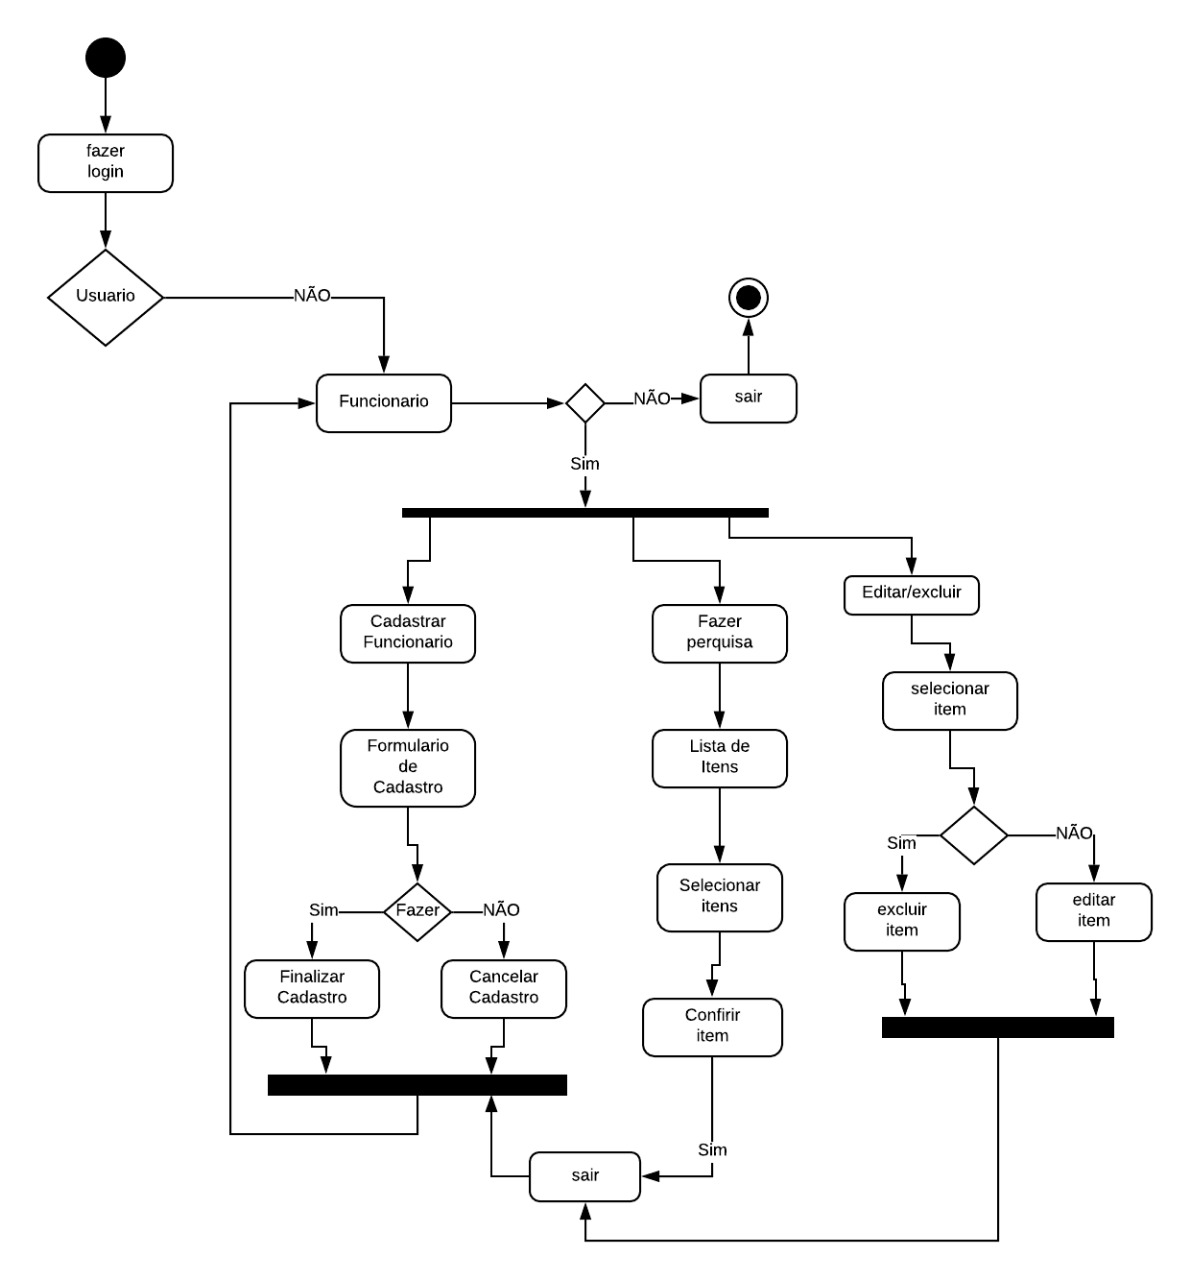 fazer
login
Usuario
NÃO
Funcionario
NÃO
sair
Sim
Cadastrar
Funcionario
Formulario
de
Cadastro
Fazer
Sim
NÃO
Finalizar
Cadastro
Cancelar
Cadastro
Fazer
perquisa
Lista de
Itens
Selecionar
itens
Confirir
item
Sim
sair
Editar/excluir
selecionar
item
Sim
NÃO
excluir
item
editar
item